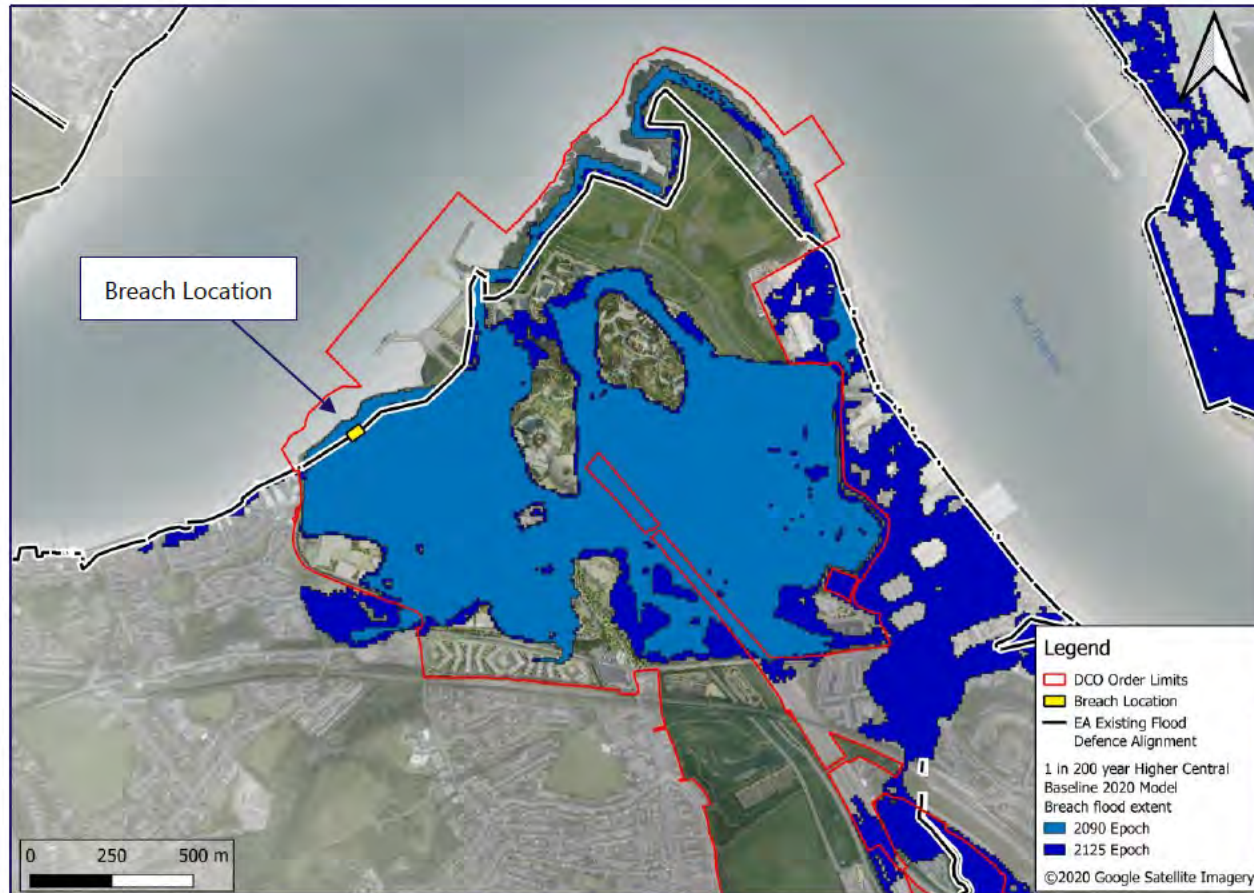 Breach Location
Legend
DCO Order Limits
Breach Location
EA Existing Flood
Defence Alignment
1 in 200 year Higher Central
Baseline 2020 Model
Breach flood extent
2090 Epoch
2125 Epoch
©2020 Google Satellite Imagery
0 250 500 m